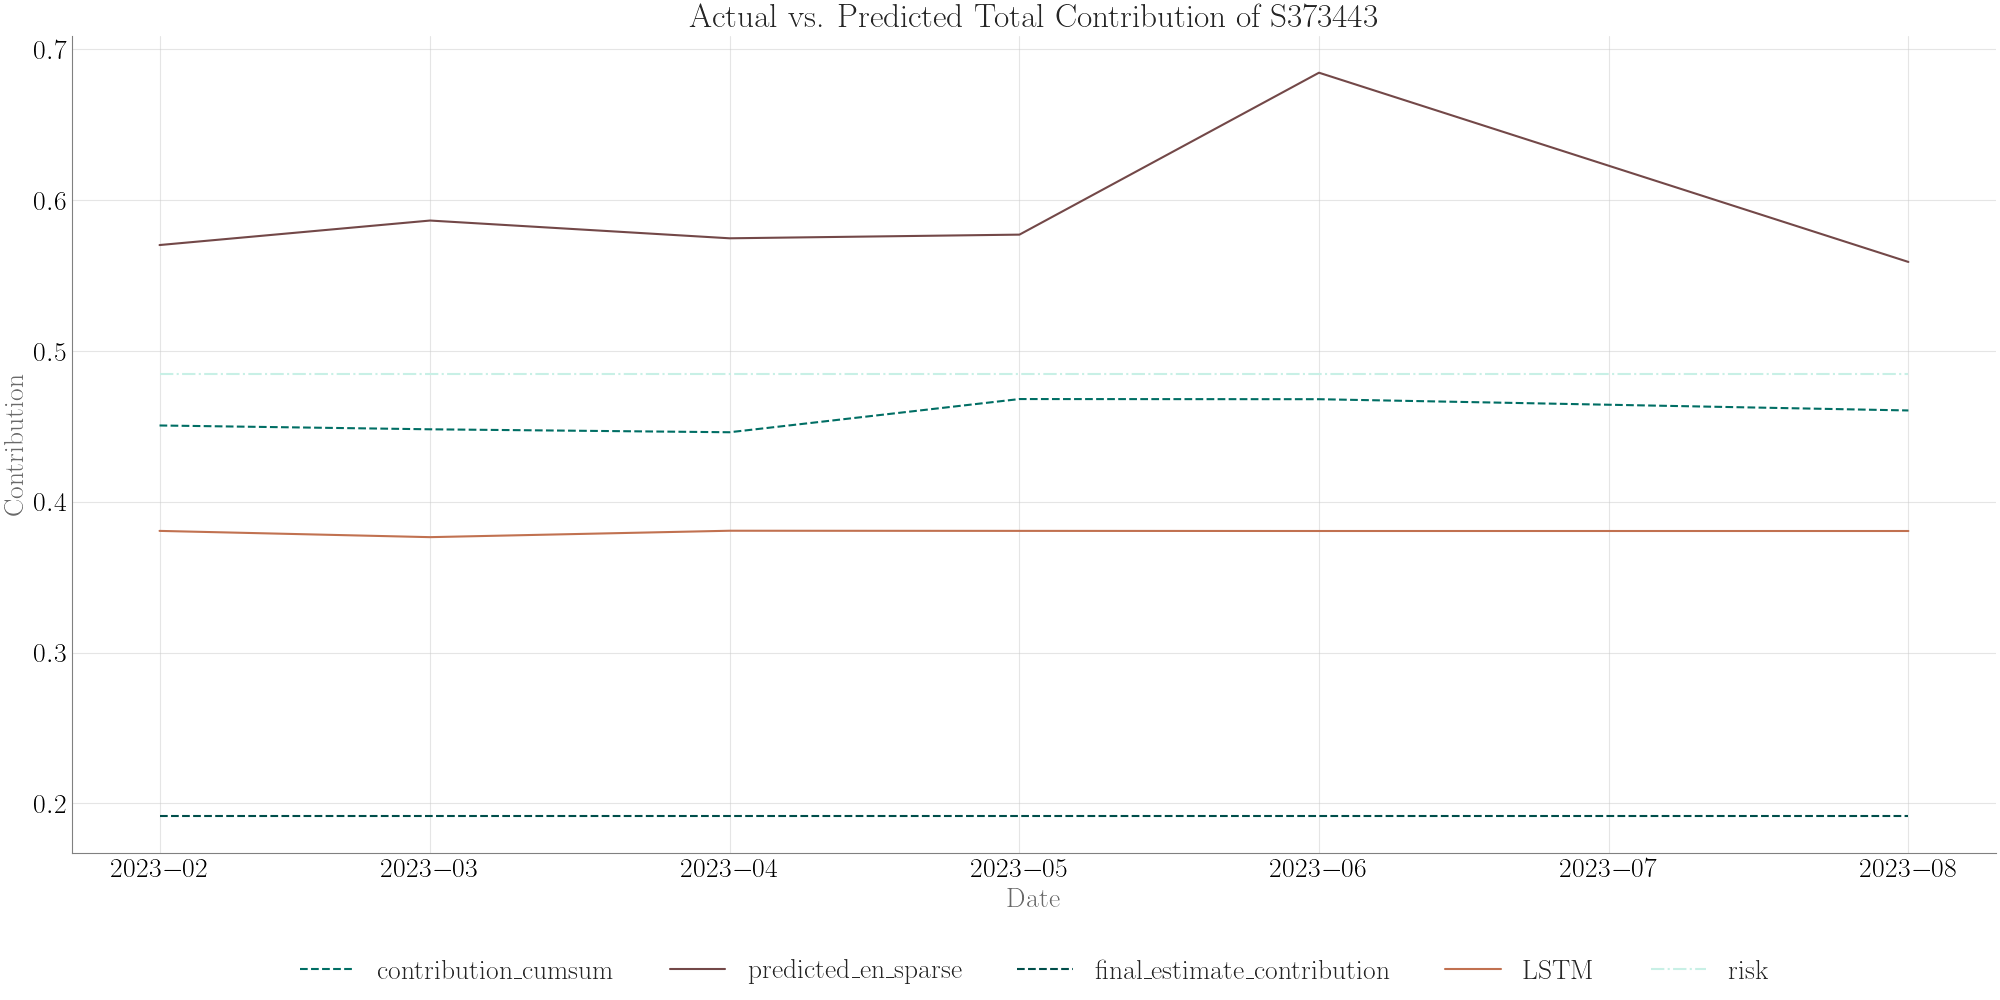 Actual vs. Predicted Total Contribution of S373443
0.7
0.6
0.5
0.4
0.3
0.2
Contribution
2023–02 2023–03 2023–04 2023–05 2023–06 2023–07 2023–08
Date
contribution_cumsum predicted_en_sparse final_estimate_contribution LSTM risk